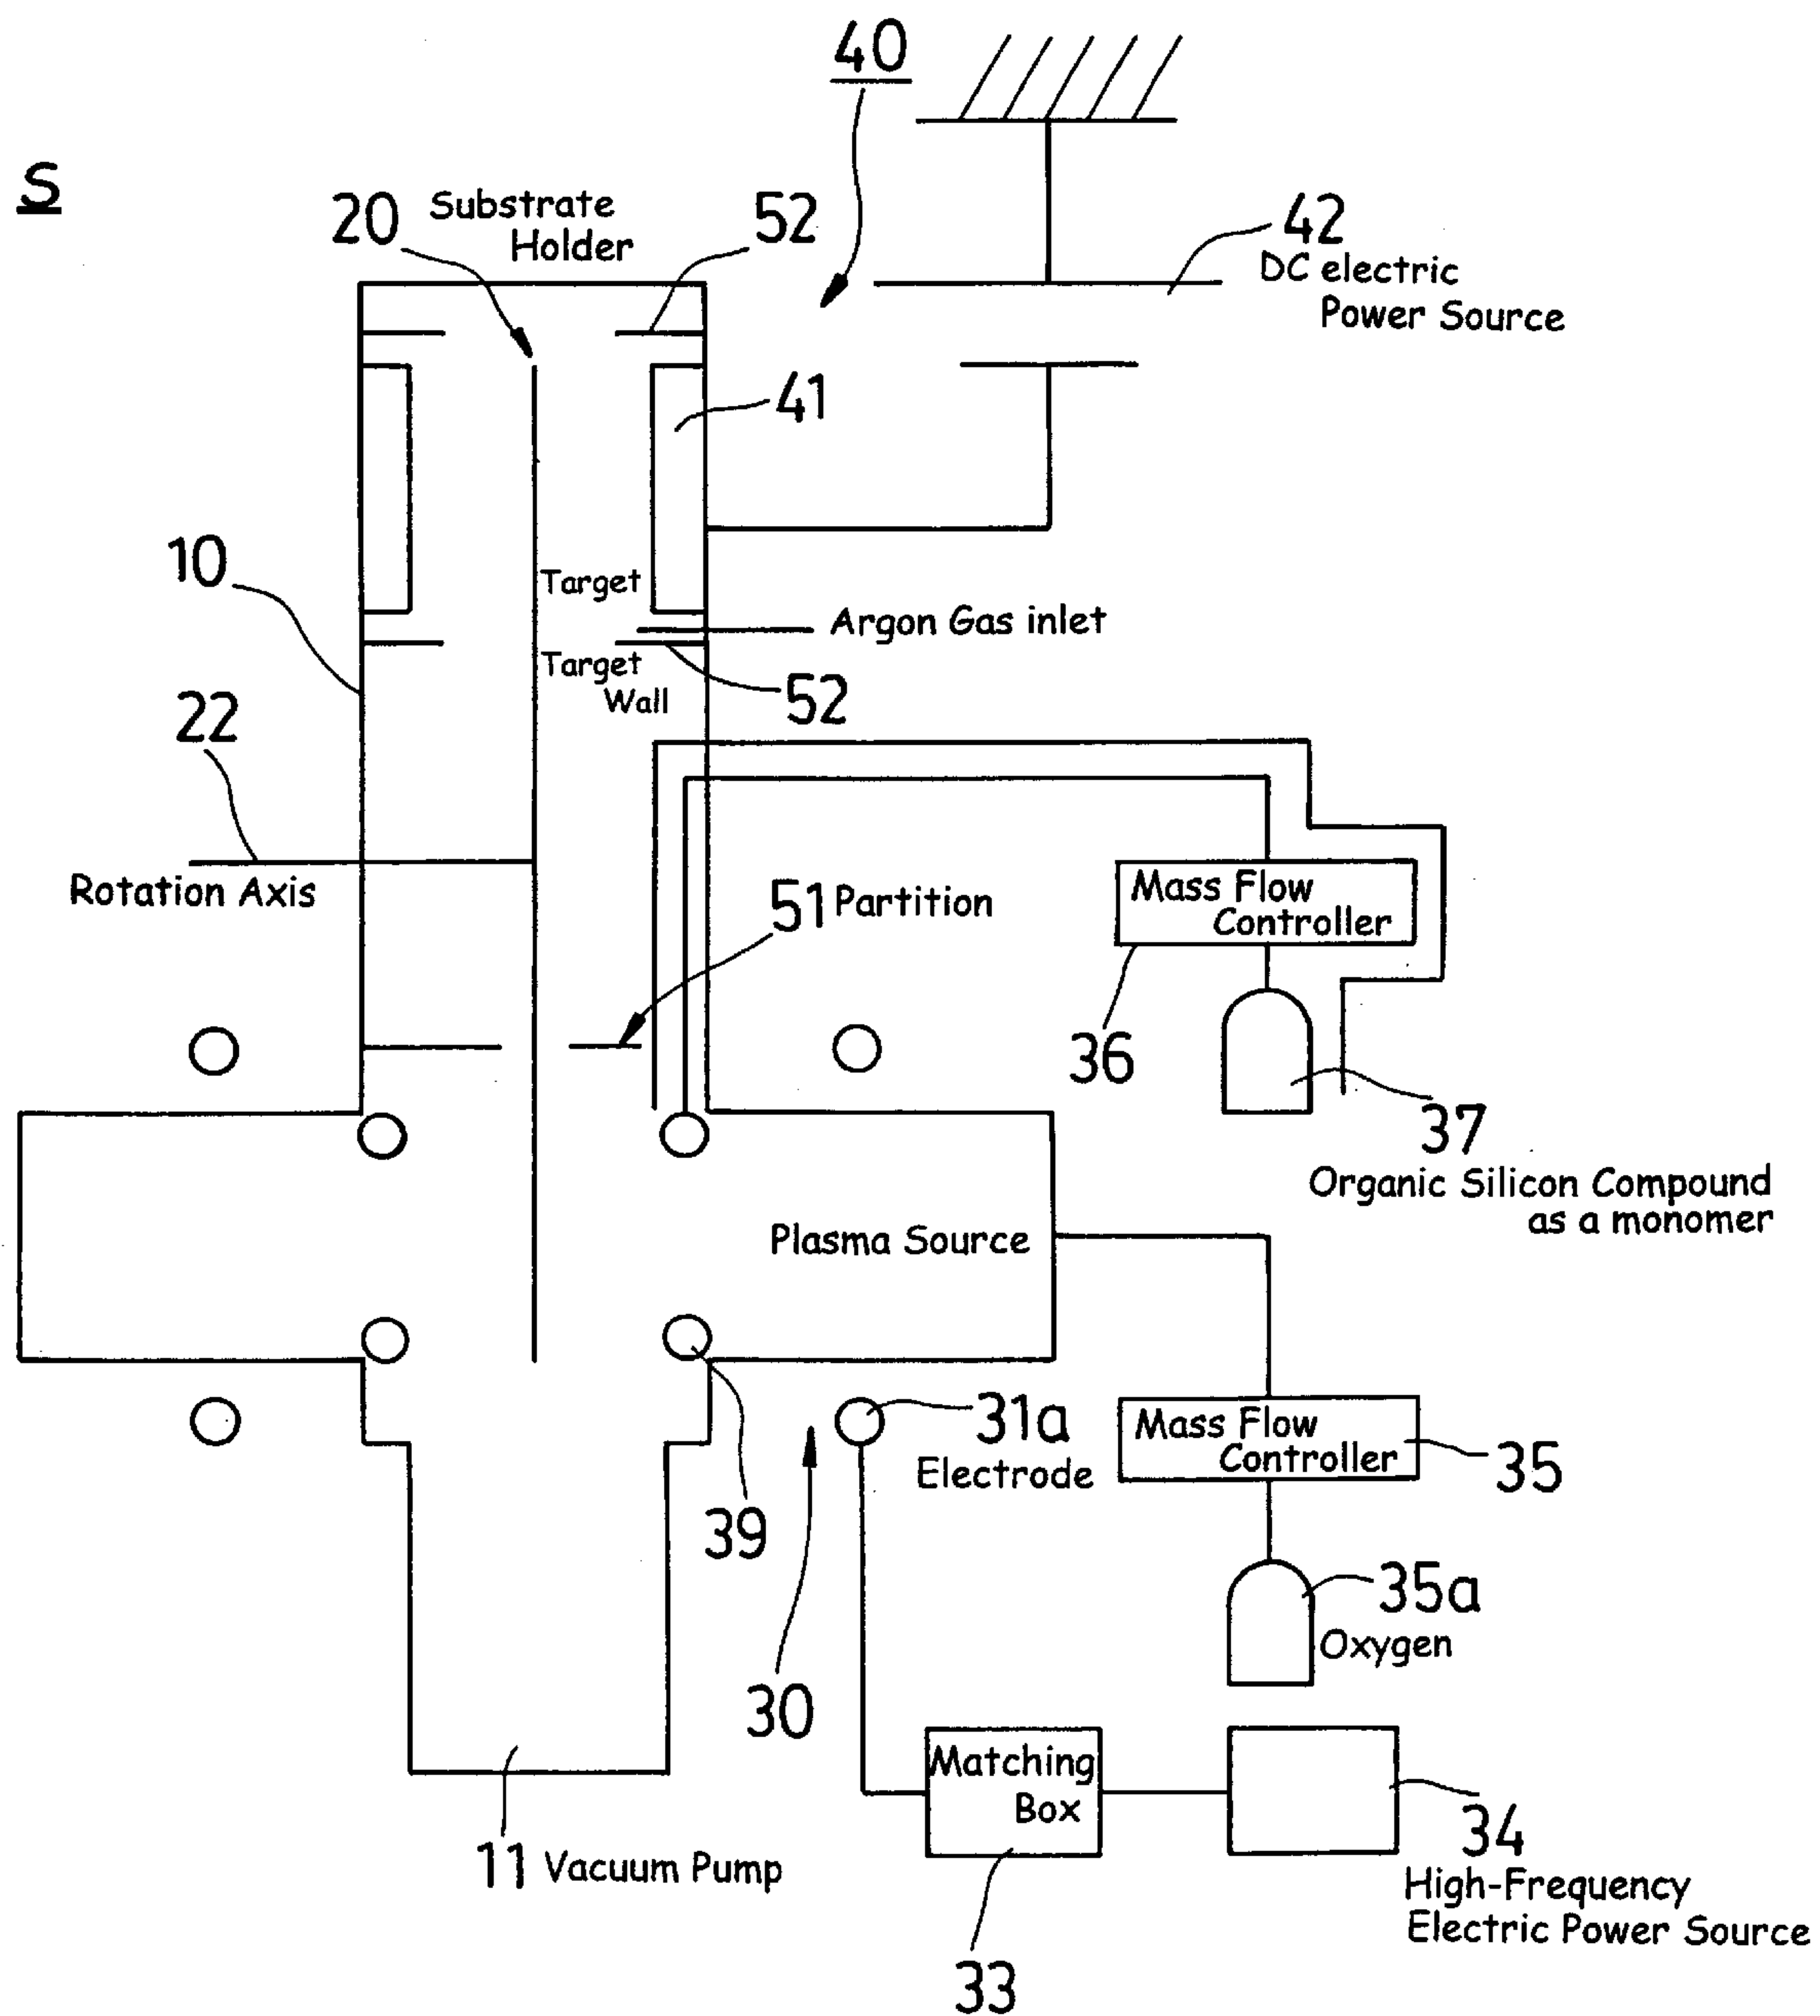 40
S
20
Substrate
Holder
52
42
DC electric
Power Source
41
10
Target
Argon Gas inlet
Target
Wall
52
22
Rotation Axis
51 Partition
Mass Flow
Controller
36
37
Organic Silicon Compound
as a monomer
Plasma Source
31a
Electrode
Mass Flow
Controller
35
39
35a
Oxygen
30
Matching
Box
34
High-Frequency
Electric Power Source
11 Vacuum Pump
33